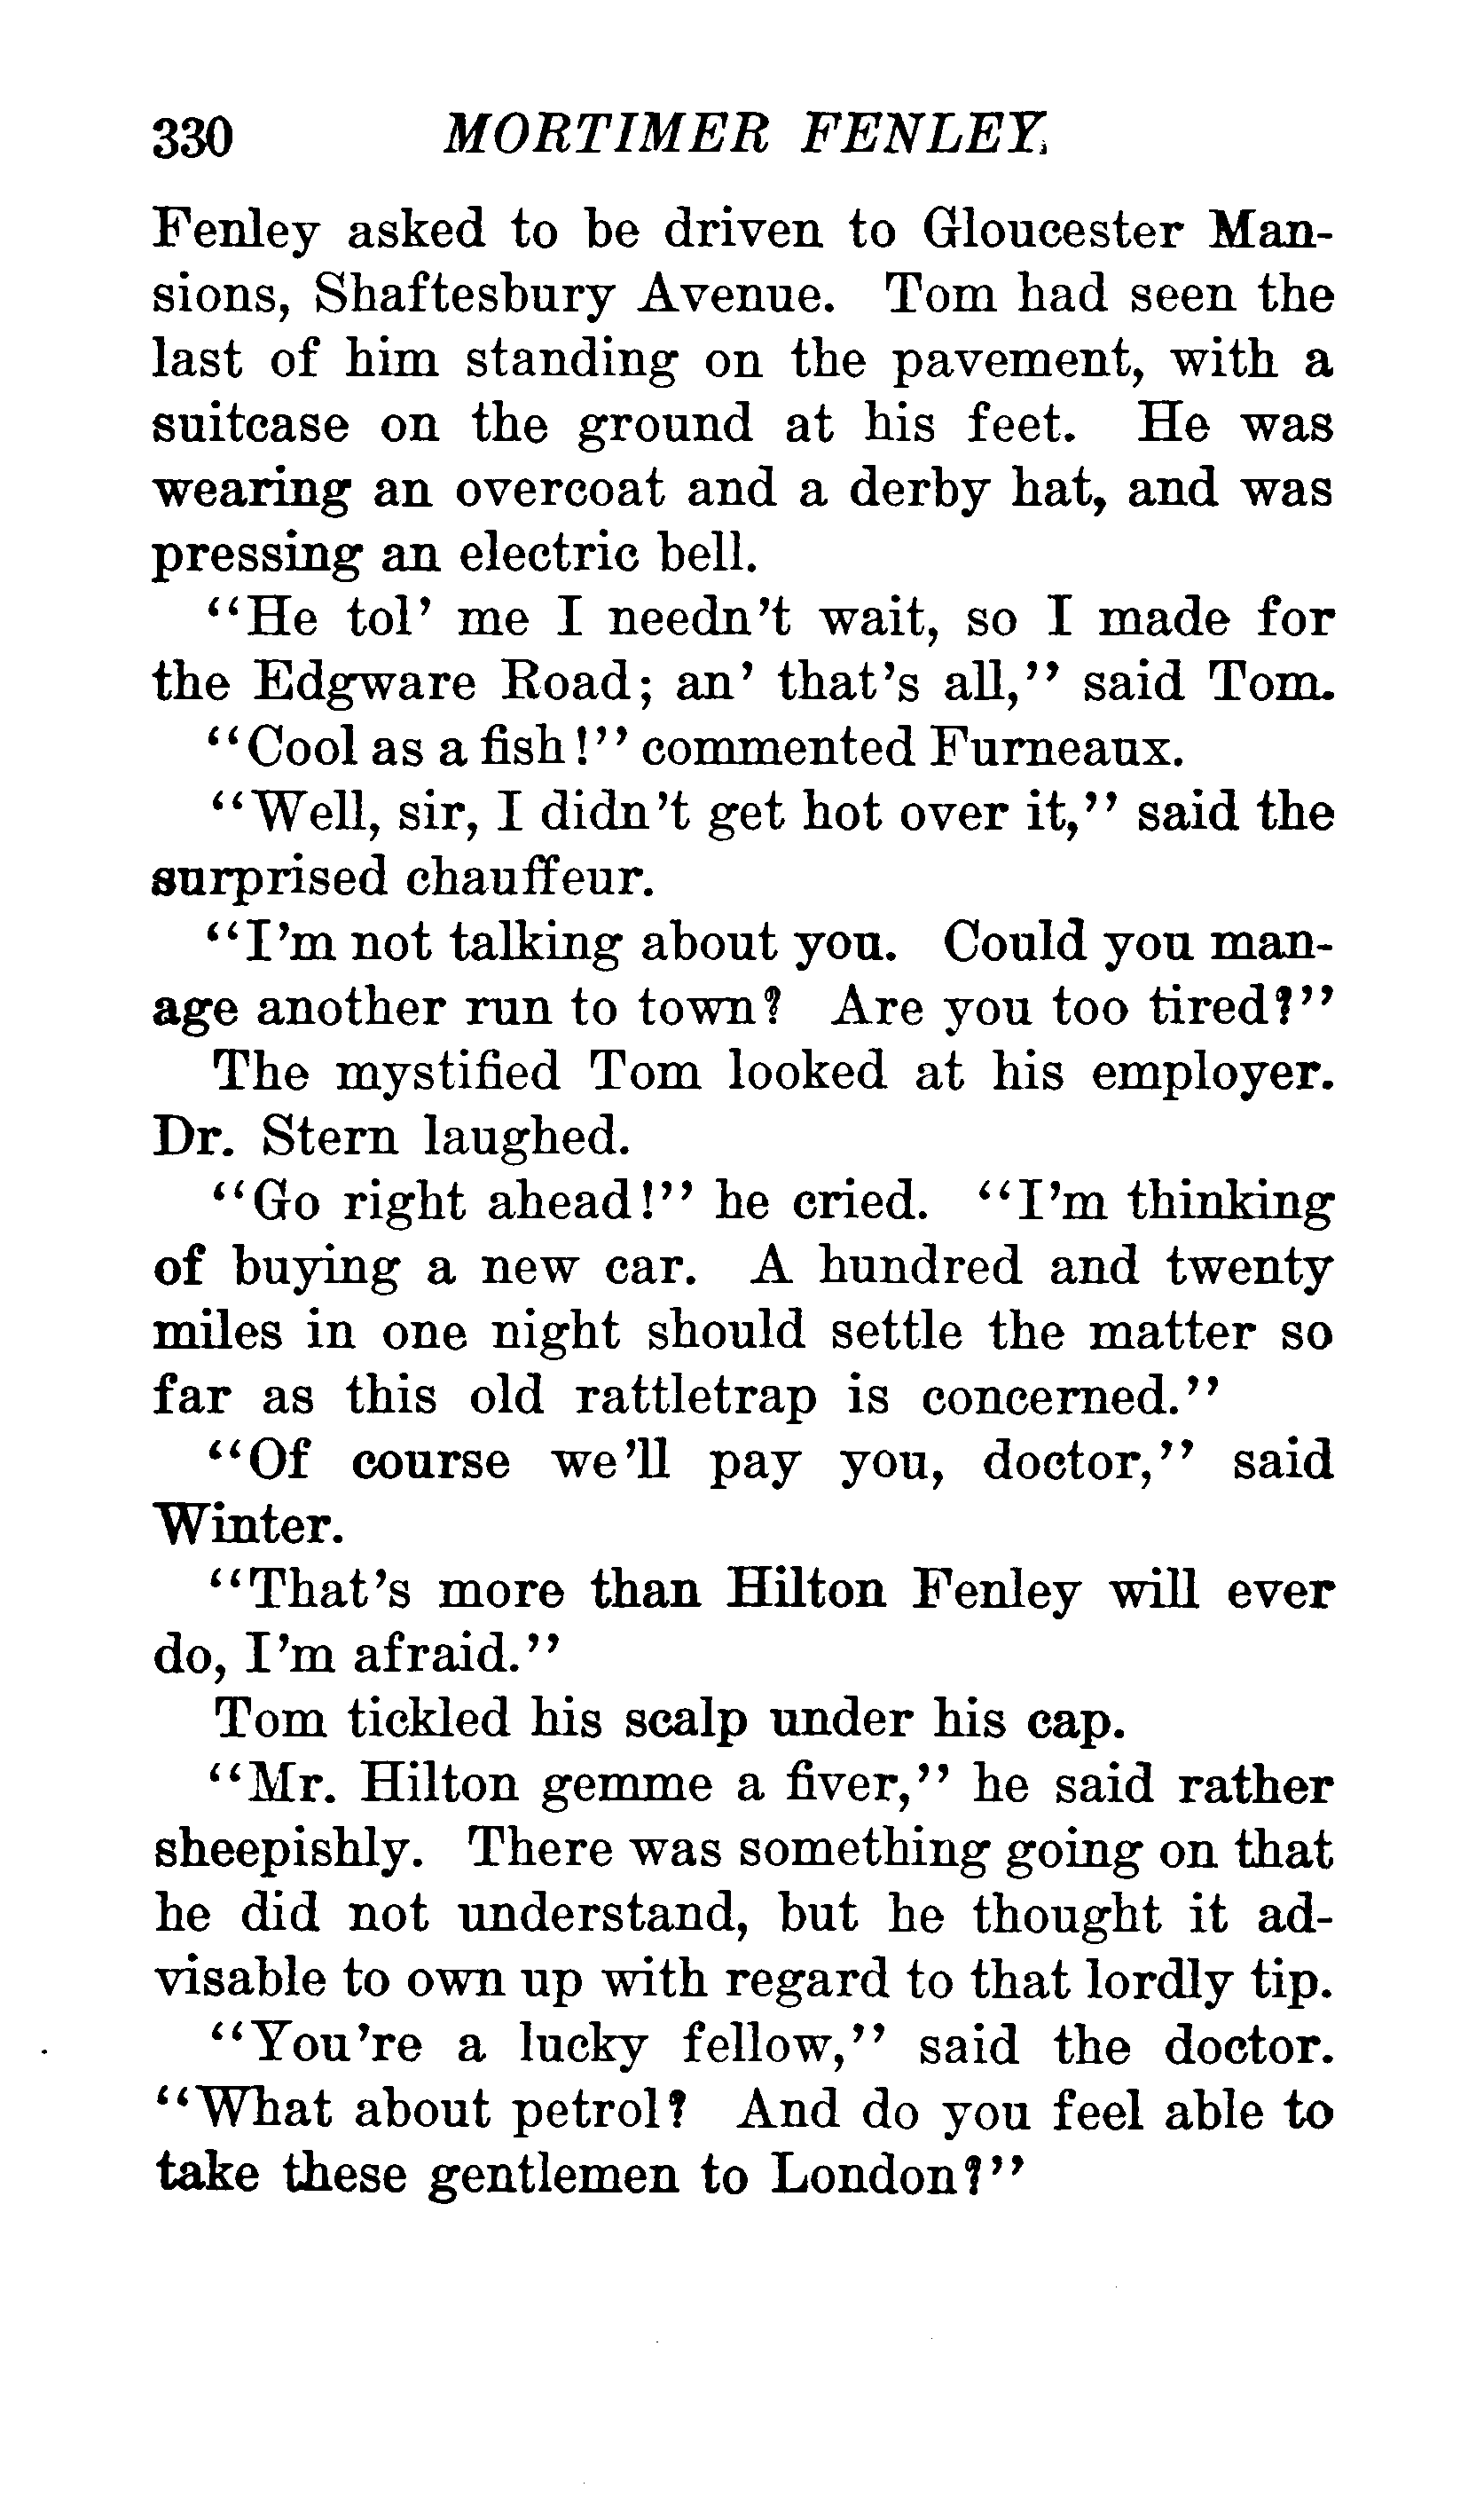 330 MORTIMER FENLEY
Fenley asked to be driven to Gloucester Man-
sions, Shaftesbury Avenue. Tom had seen the
last of him standing on the pavement, with a
suitcase on the ground at his feet. He was
wearing an overcoat and a derby hat, and was
pressing an electric bell.
"He tol' me I needn't wait, so I made for
the Edgware Road; an' that's all," said Tom.
"Cool as a fish!" commented Furneaux.
"Well, sir, I didn't get hot over it," said the
surprised chauffeur.
"I'm not talking about you. Could you man-
age another run to town? Are you too tired?"
The mystified Tom looked at his employer.
Dr. Stern laughed.
"Go right ahead!" he cried. "I'm thinking
of buying a new car. A hundred and twenty
miles in one night should settle the matter so
far as this old rattletrap is concerned."
"Of course we'll pay you, doctor," said
Winter.
"That's more than Hilton Fenley will ever
do, I'm afraid."
Tom tickled his scalp under his cap.
"Mr. Hilton gemme a fiver," he said rather
sheepishly. There was something going on that
he did not understand, but he thought it ad-
visable to own up with regard to that lordly tip.
"You're a lucky fellow," said the doctor.
"What about petrol? And do you feel able to
take these gentlemen to London?"